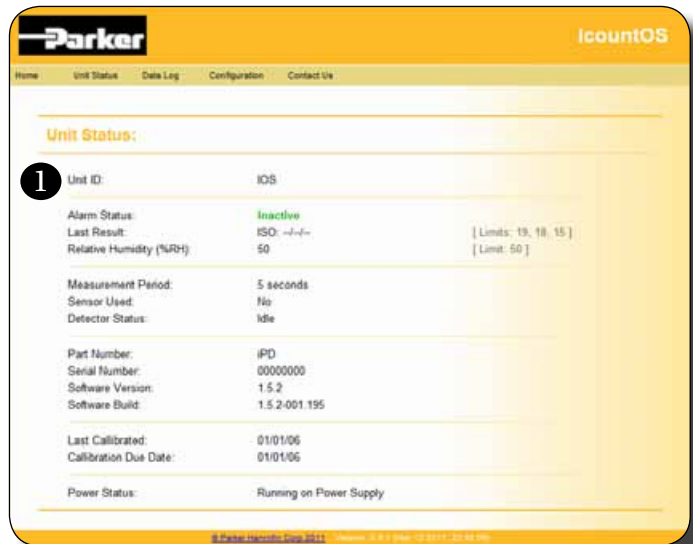 Parker
icountOS
Home Unit Status Data Log Configuration Contact Us
Unit Status:
1
Unit ID: IOS
Alarm Status: Inactive
Last Result: ISO: --/--/-- [ Limits: 19, 18, 15 ]
Relative Humidity (%RH): 50 [ Limit: 50 ]
Measurement Period: 5 seconds
Sensor Used: No
Detector Status: Idle
Part Number: iPD
Serial Number: 00000000
Software Version: 1.5.2
Software Build: 1.5.2-001.195
Last Callibrated: 01/01/06
Callibration Due Date: 01/01/06
Power Status: Running on Power Supply
© Parker Hannifin Corp 2011